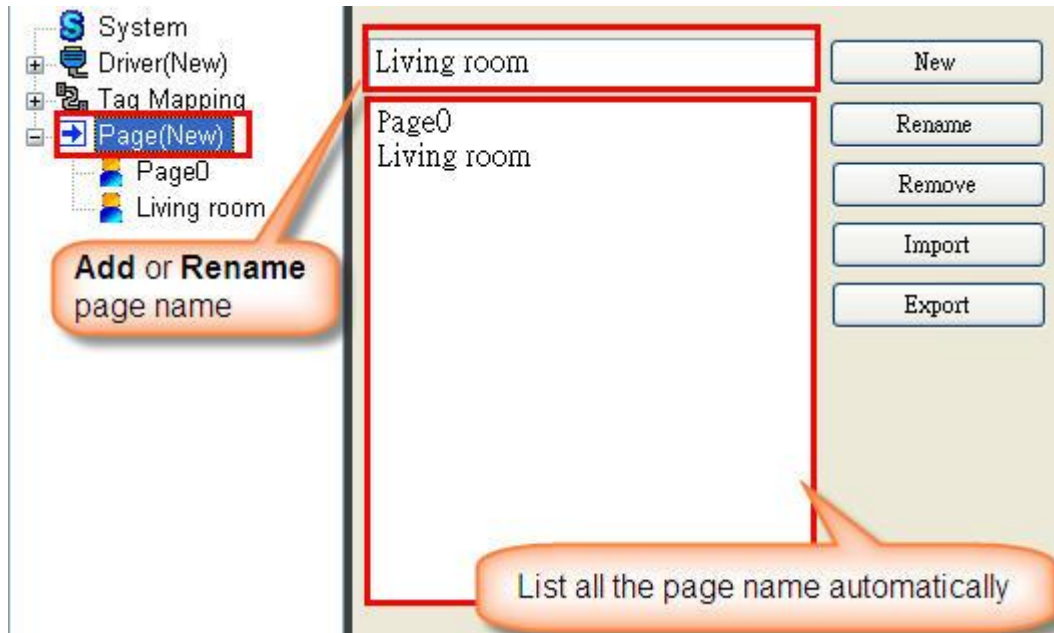 System
Driver(New)
Tag Mapping
Page(New)
Page0
Living room
Add or Rename
page name
Living room
Page0
Living room
New
Rename
Remove
Import
Export
List all the page name automatically